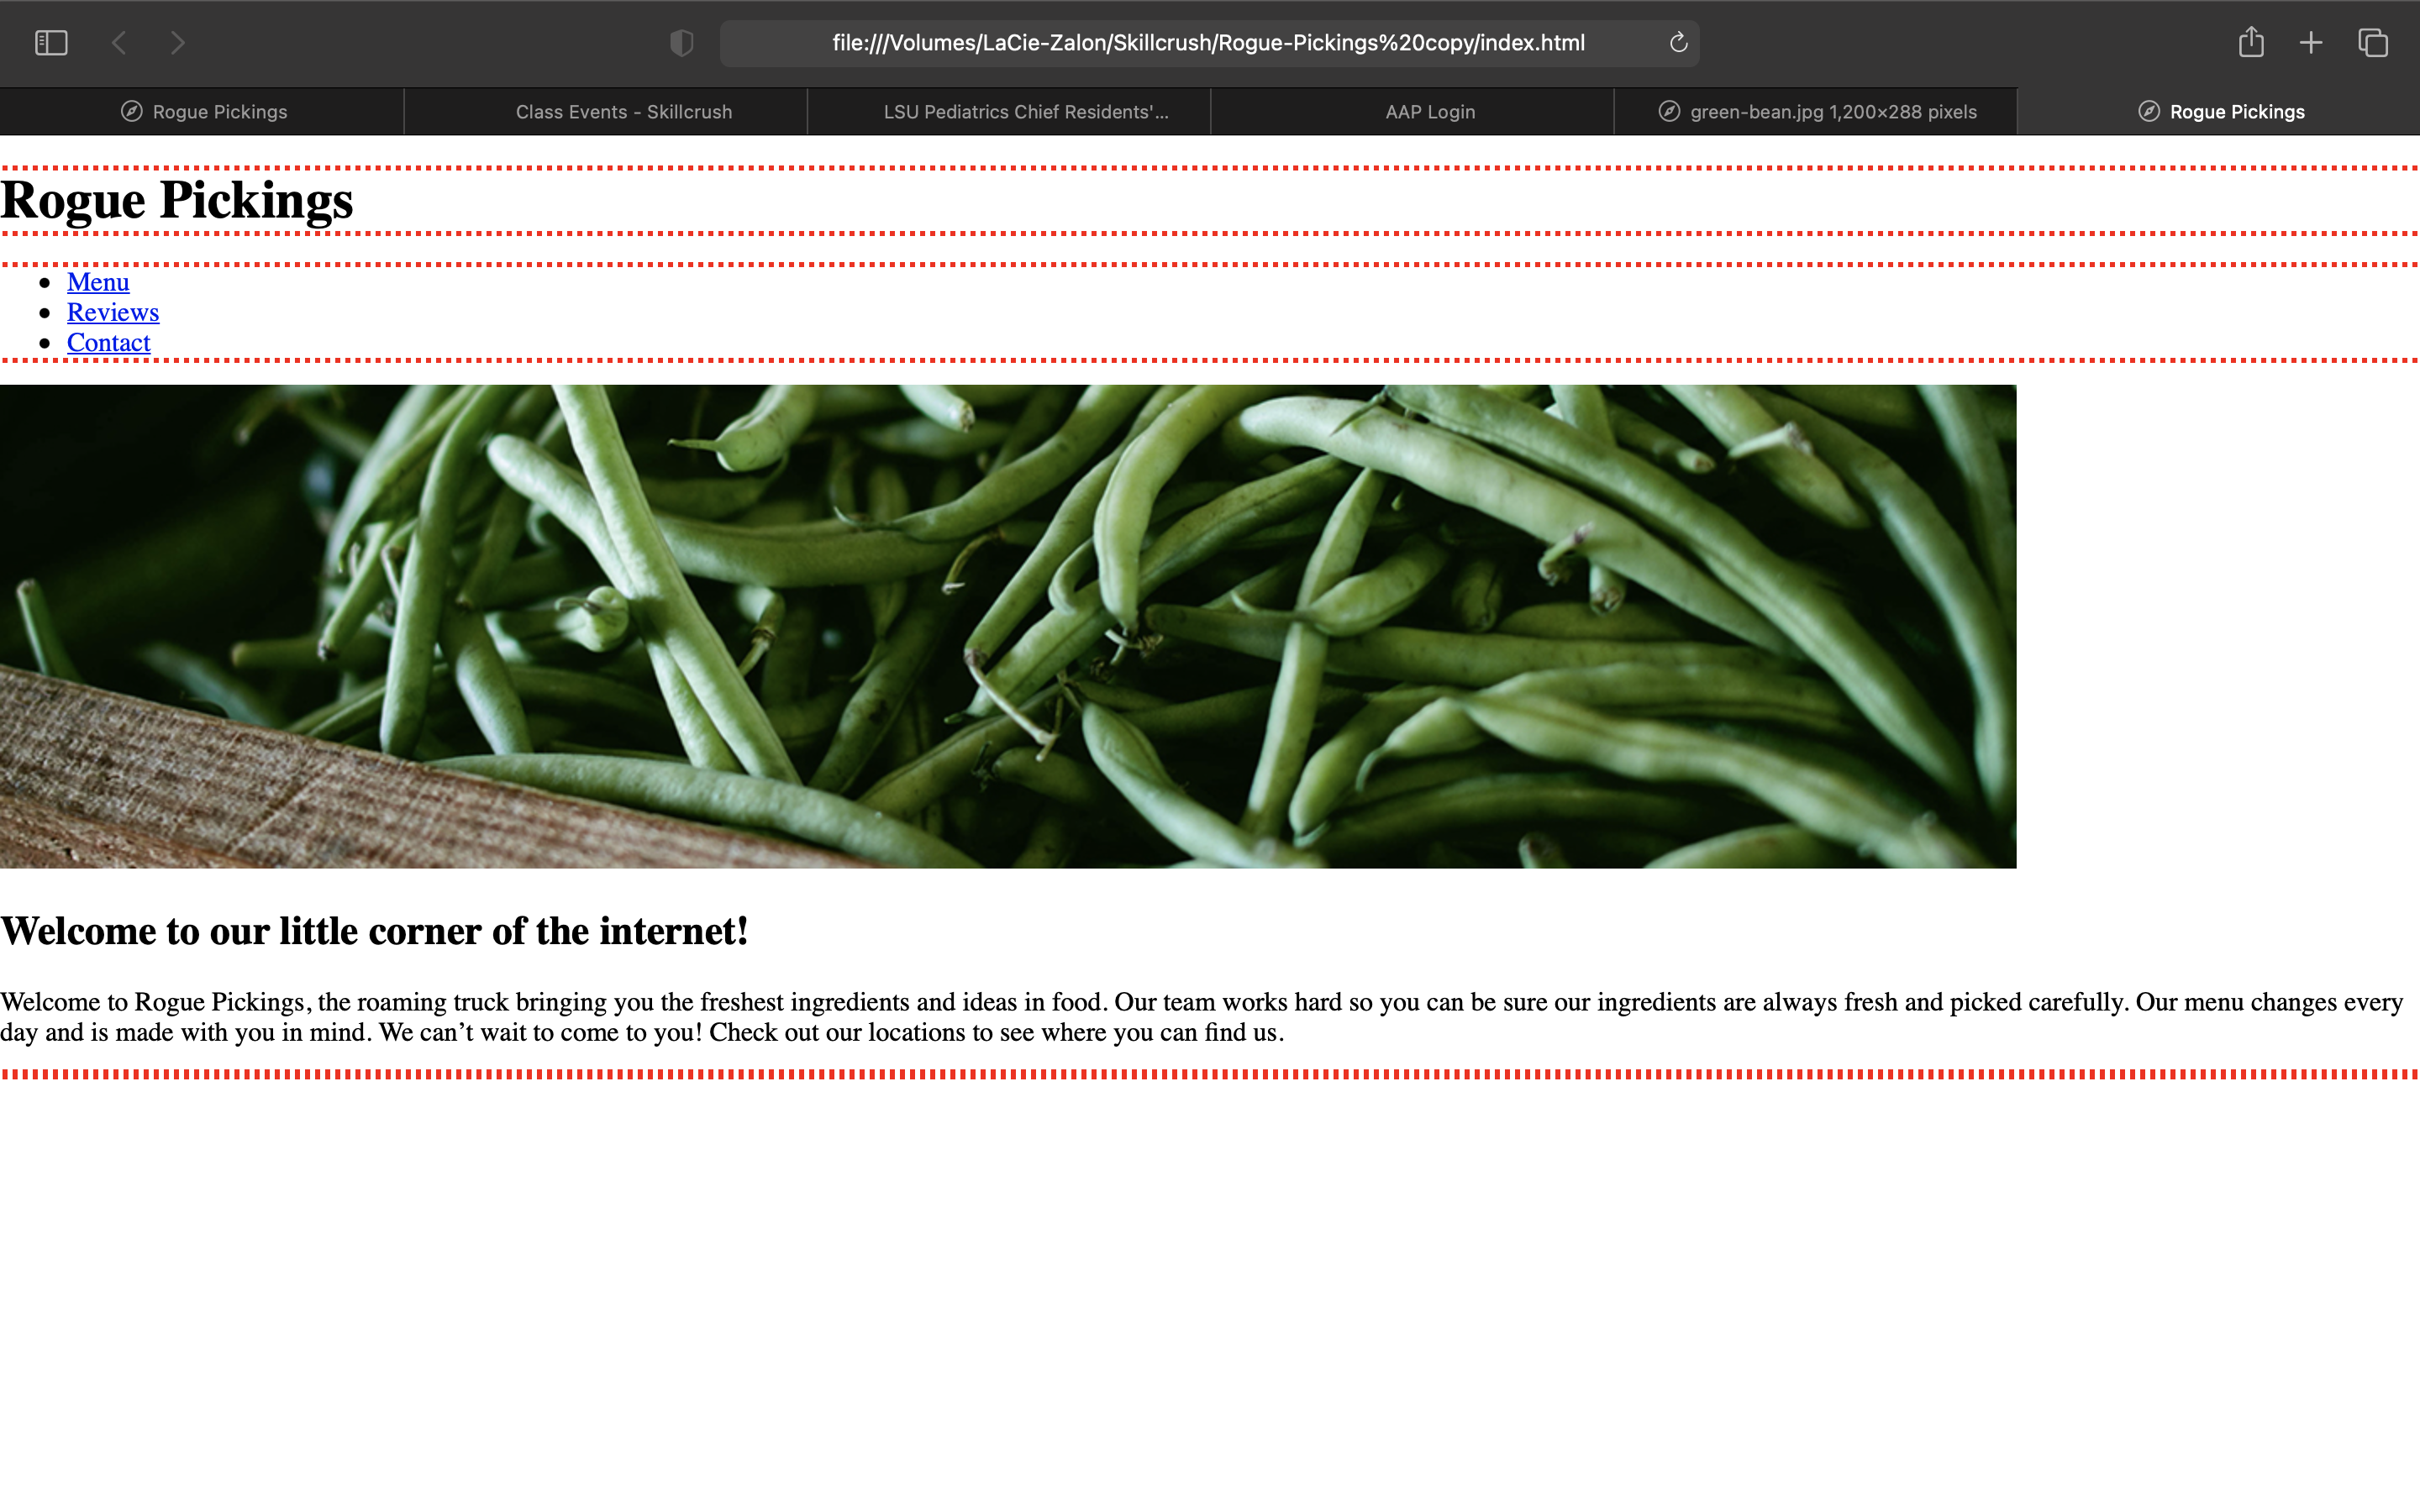 file:///Volumes/LaCie-Zalon/Skillcrush/Rogue-Pickings%20copy/index.html
Rogue Pickings
Class Events - Skillcrush
LSU Pediatrics Chief Residents'...
AAP Login
green-bean.jpg 1,200×288 pixels
Rogue Pickings
Rogue Pickings
Menu
Reviews
Contact
Welcome to our little corner of the internet!
Welcome to Rogue Pickings, the roaming truck bringing you the freshest ingredients and ideas in food. Our team works hard so you can be sure our ingredients are always fresh and picked carefully. Our menu changes every
day and is made with you in mind. We can’t wait to come to you! Check out our locations to see where you can find us.